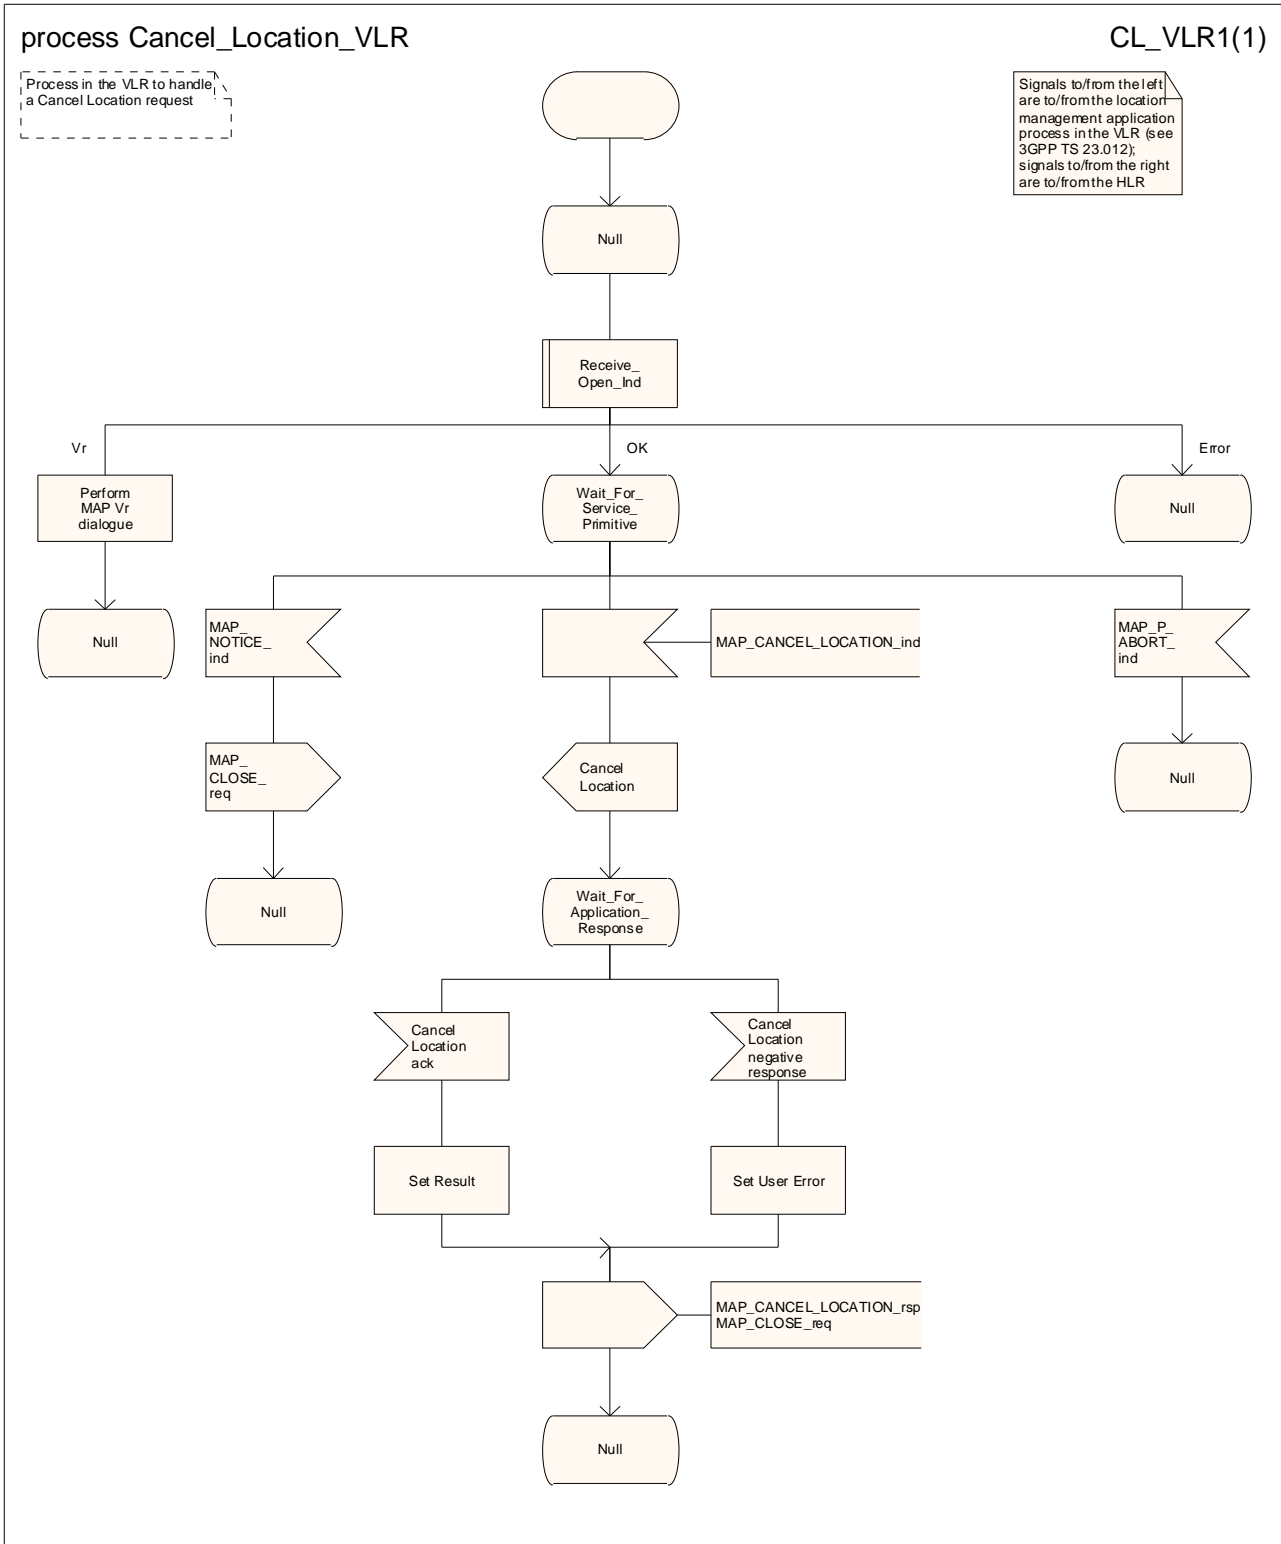 process Cancel_Location_VLR
CL_VLR1(1)
Process in the VLR to handle
a Cancel Location request
Signals to/from the left
are to/from the location
management application
process in the VLR (see
3GPP TS 23.012);
signals to/from the right
are to/from the HLR
Null
Receive_
Open_Ind
Vr
OK
Error
Perform
MAP Vr
dialogue
Wait_For_
Service_
Primitive
Null
Null
MAP_
NOTICE_
ind
MAP_CANCEL_LOCATION_ind
MAP_P_
ABORT_
ind
MAP_
CLOSE_
req
Cancel
Location
Null
Null
Wait_For_
Application_
Response
Cancel
Location
ack
Cancel
Location
negative
response
Set Result
Set User Error
MAP_CANCEL_LOCATION_rsp
MAP_CLOSE_req
Null